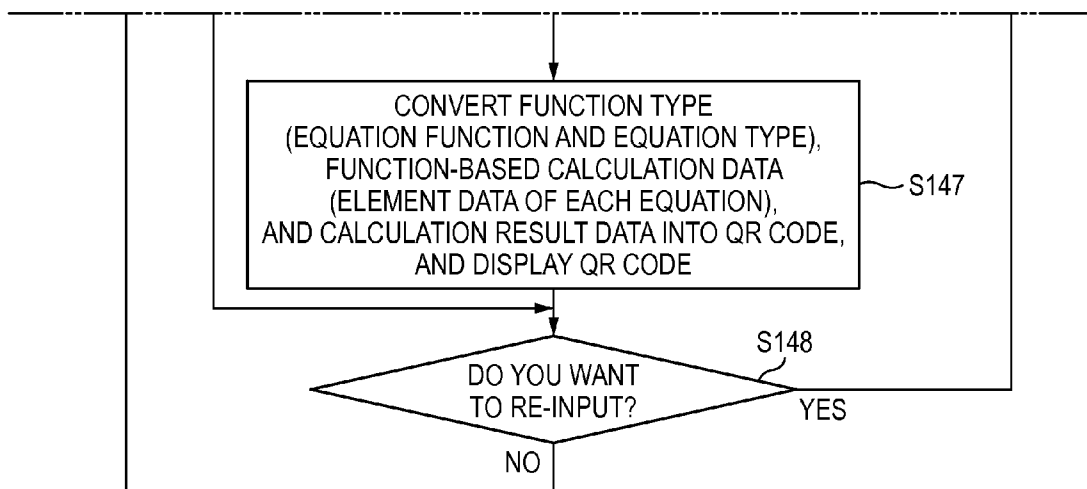 CONVERT FUNCTION TYPE
(EQUATION FUNCTION AND EQUATION TYPE),
FUNCTION-BASED CALCULATION DATA
(ELEMENT DATA OF EACH EQUATION),
AND CALCULATION RESULT DATA INTO QR CODE,
AND DISPLAY QR CODE
S147
S148
DO YOU WANT
TO RE-INPUT?
YES
NO